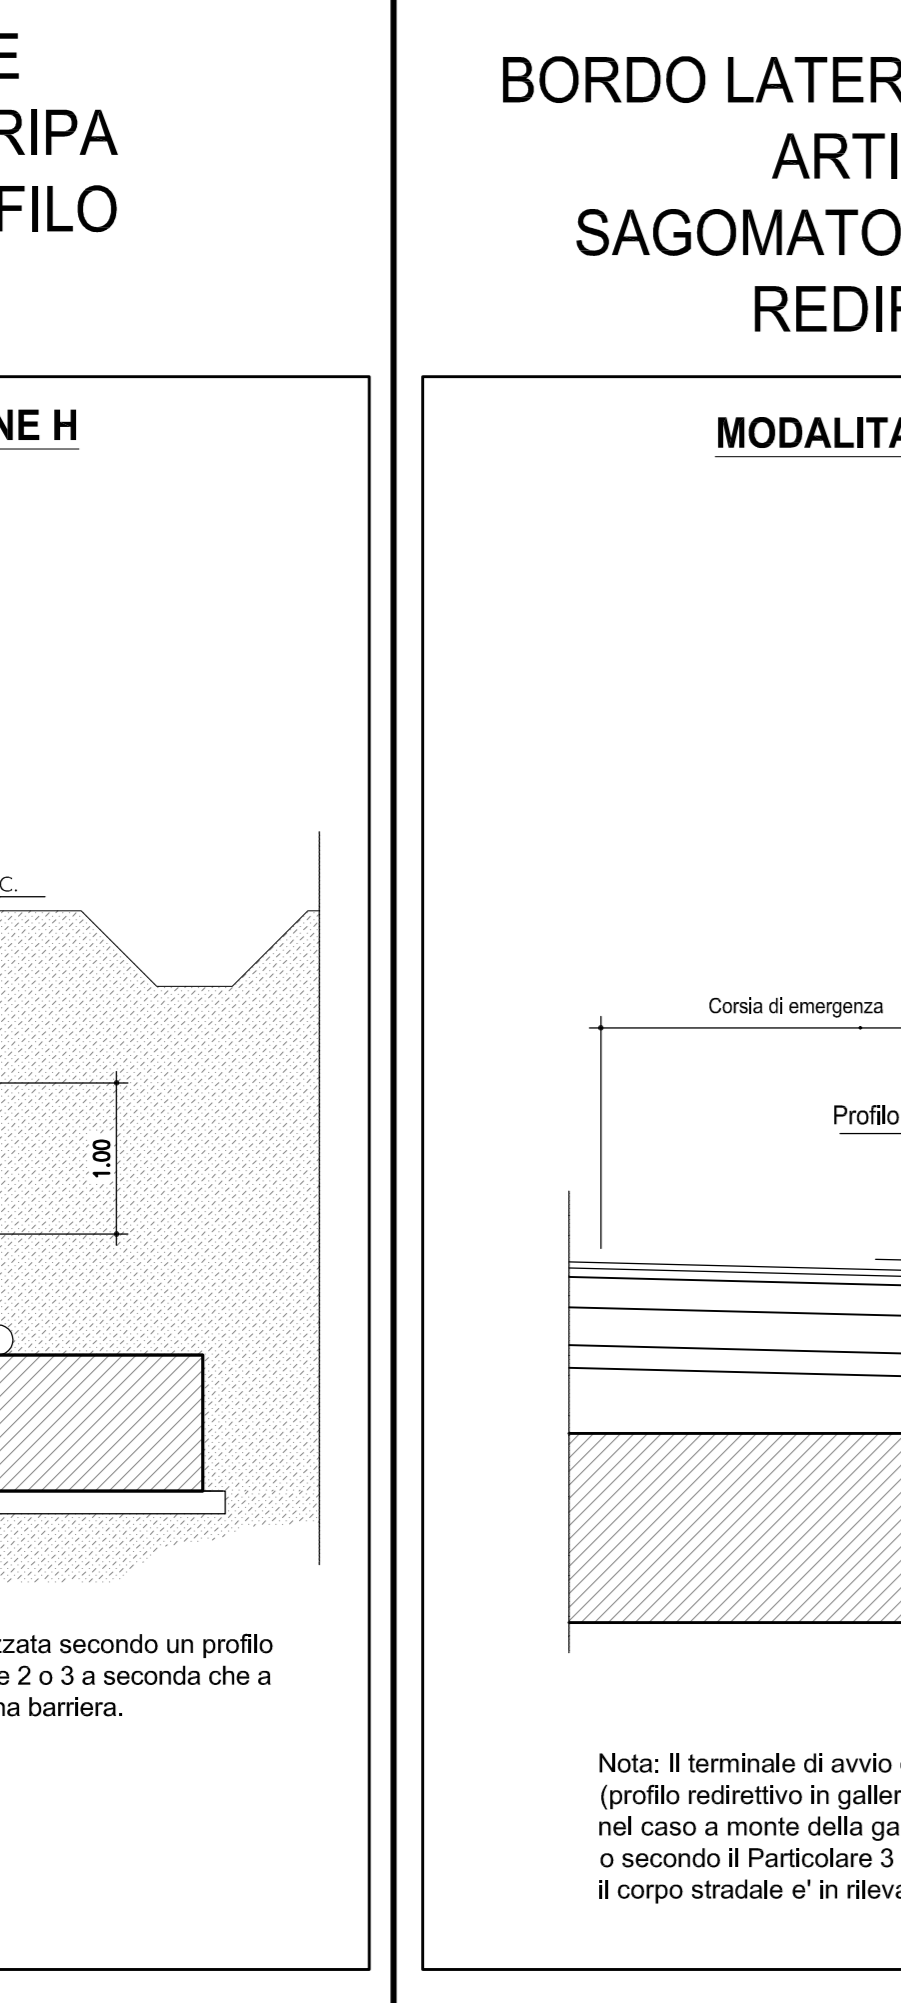 E
RIPA
FILO
NE H
C.
1.00
zzata secondo un profilo
e 2 o 3 a seconda che a
na barriera.
BORDO LATER
ARTI
SAGOMATO
REDIR
MODALITA
Corsia di emergenza
Profilo
Nota: Il terminale di avvio
(profilo redirettivo in galler
nel caso a monte della ga
o secondo il Particolare 3
il corpo stradale e' in rileva